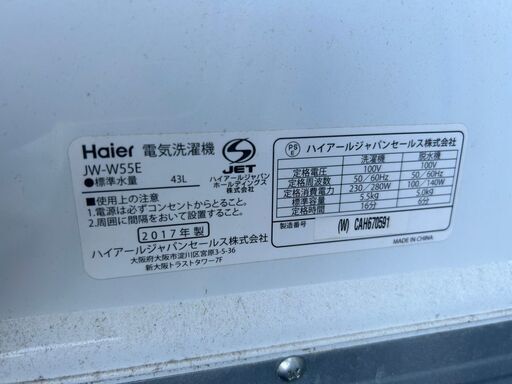 Haier 電気洗濯機
JW-W55E
●標準水量 43L
JET
ハイアールジャパン
ホールディングス
株式会社
●使用上の注意
1.電源は必ずコンセントからとること。
2.周囲に間隔をおいて設置すること。
2017年製
ハイアールジャパンセールス株式会社
大阪府大阪市淀川区宮原3-5-36
新大阪トラストタワー7F
PS
E
ハイアールジャパンセールス株式会社
洗濯機 脱水機
定格電圧 100V 100V
定格周波数 50/60Hz 50/60Hz
定格消費電力 230/280W 100/140W
標準容量 5.5kg 5.0kg
定格時間 16分 6分
製造番号 (W) CAH670591
MADE IN CHINA